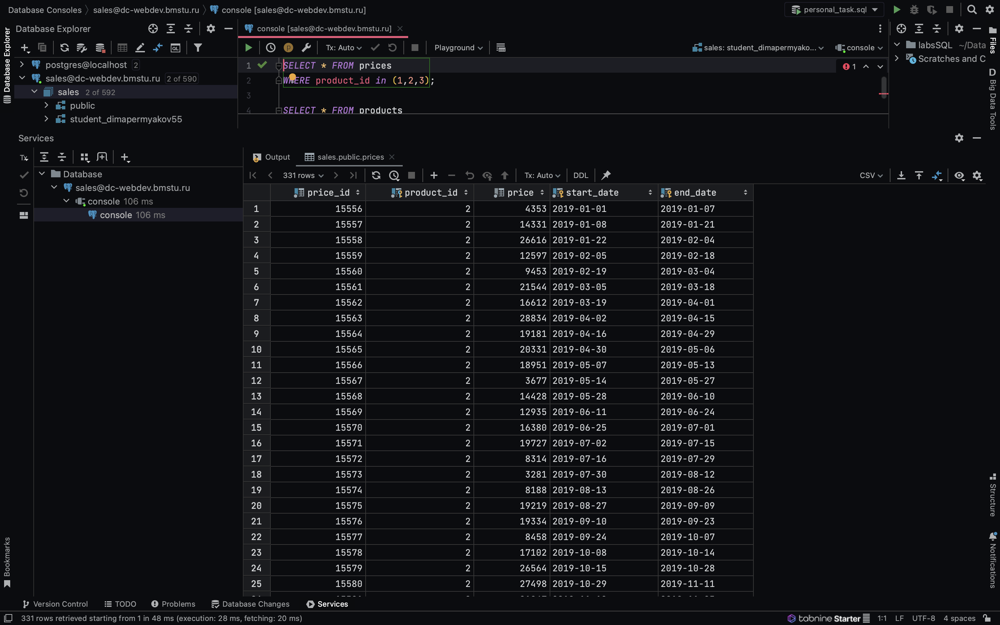 Database Consoles sales@dc-webdev.bmstu.ru console [sales@dc-webdev.bmstu.ru] personal_task.sql
Database Explorer
Database Explorer
console [sales@dc-webdev.bmstu.ru]
QL
Tx: Auto
Playground
sales: student_dimapermyako...
console
postgres@localhost 2
sales@dc-webdev.bmstu.ru 2 of 590
sales 2 of 592
public
student_dimapermyakov55
1 SELECT * FROM prices
2 WHERE product_id in (1,2,3);
3
4 SELECT * FROM products
1
labsSQL ~/Data
Scratches and C
Files
D Big Data Tools
Services
Tx
Database
sales@dc-webdev.bmstu.ru
console 106 ms
console 106 ms
Output sales.public.prices
331 rows Tx: Auto DDL CSV
price_id product_id price start_date end_date
1 15556 2 4353 2019-01-01 2019-01-07
2 15557 2 14331 2019-01-08 2019-01-21
3 15558 2 26616 2019-01-22 2019-02-04
4 15559 2 12597 2019-02-05 2019-02-18
5 15560 2 9453 2019-02-19 2019-03-04
6 15561 2 21544 2019-03-05 2019-03-18
7 15562 2 16612 2019-03-19 2019-04-01
8 15563 2 28834 2019-04-02 2019-04-15
9 15564 2 19181 2019-04-16 2019-04-29
10 15565 2 20331 2019-04-30 2019-05-06
11 15566 2 18951 2019-05-07 2019-05-13
12 15567 2 3677 2019-05-14 2019-05-27
13 15568 2 14428 2019-05-28 2019-06-10
14 15569 2 12935 2019-06-11 2019-06-24
15 15570 2 16380 2019-06-25 2019-07-01
16 15571 2 19727 2019-07-02 2019-07-15
17 15572 2 8314 2019-07-16 2019-07-29
18 15573 2 3281 2019-07-30 2019-08-12
19 15574 2 8188 2019-08-13 2019-08-26
20 15575 2 19219 2019-08-27 2019-09-09
21 15576 2 19334 2019-09-10 2019-09-23
22 15577 2 8458 2019-09-24 2019-10-07
23 15578 2 17102 2019-10-08 2019-10-14
24 15579 2 26564 2019-10-15 2019-10-28
25 15580 2 27498 2019-10-29 2019-11-11
Structure
Notifications
Bookmarks
Version Control TODO Problems Database Changes Services
331 rows retrieved starting from 1 in 48 ms (execution: 28 ms, fetching: 20 ms)
tabnine Starter 1:1 LF UTF-8 4 spaces